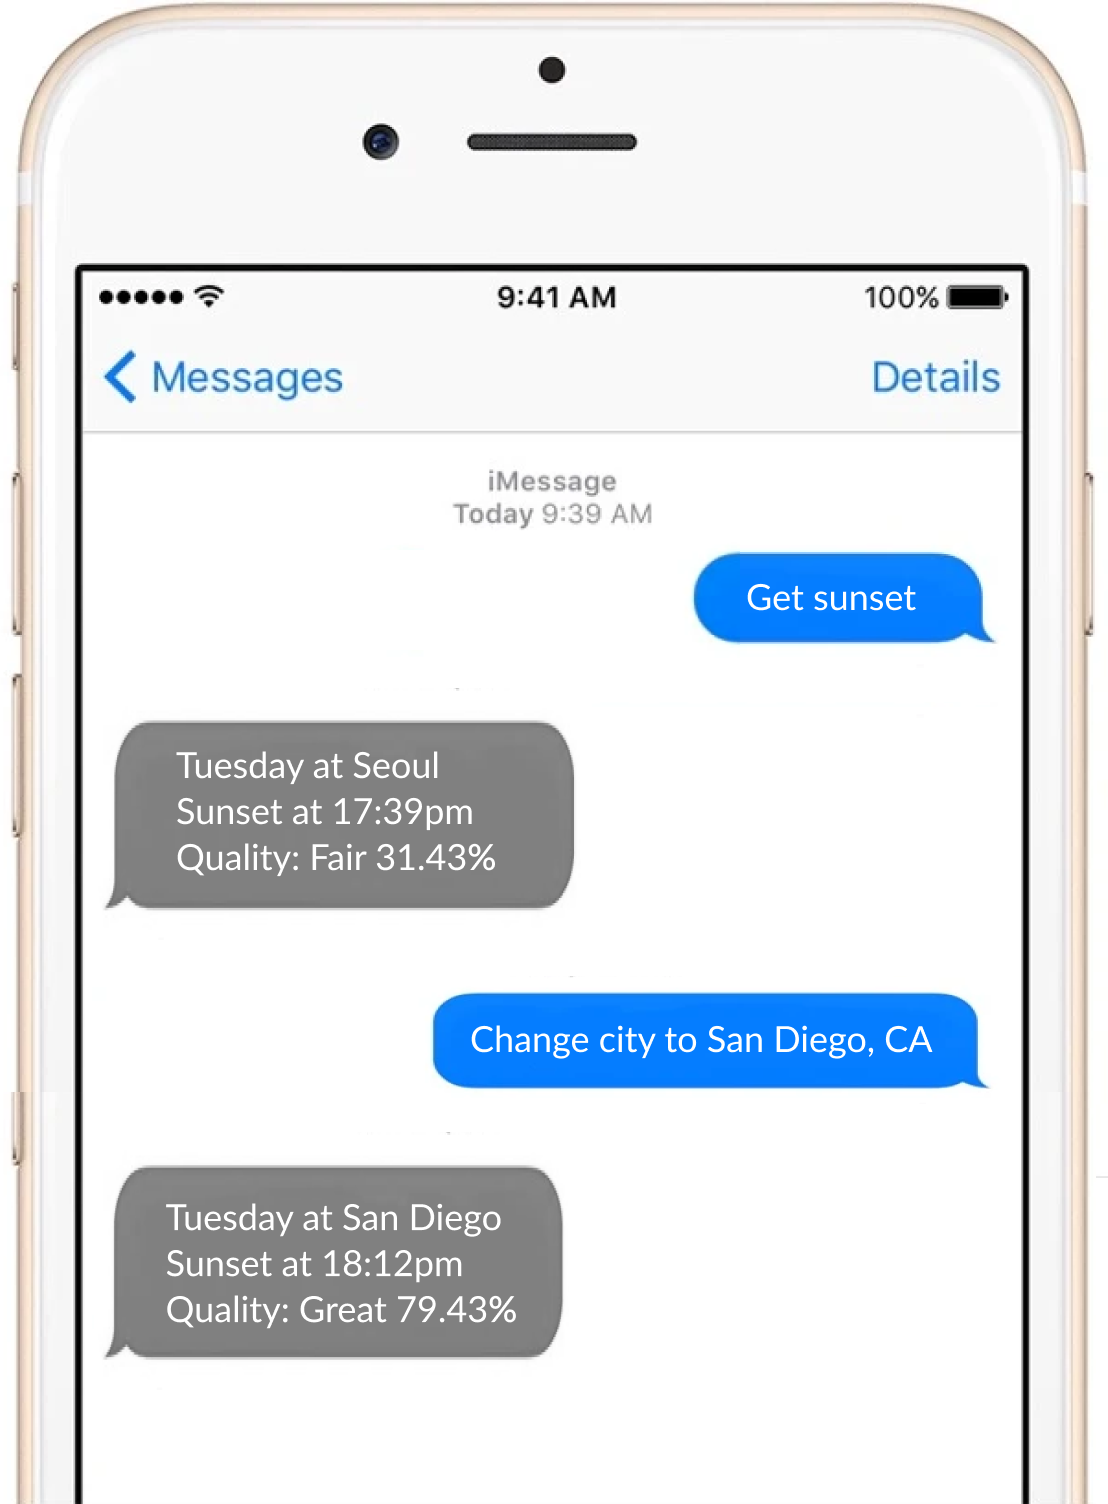 9:41 AM 100%
Messages Details
iMessage
Today 9:39 AM
Get sunset
Tuesday at Seoul
Sunset at 17:39pm
Quality: Fair 31.43%
Change city to San Diego, CA
Tuesday at San Diego
Sunset at 18:12pm
Quality: Great 79.43%